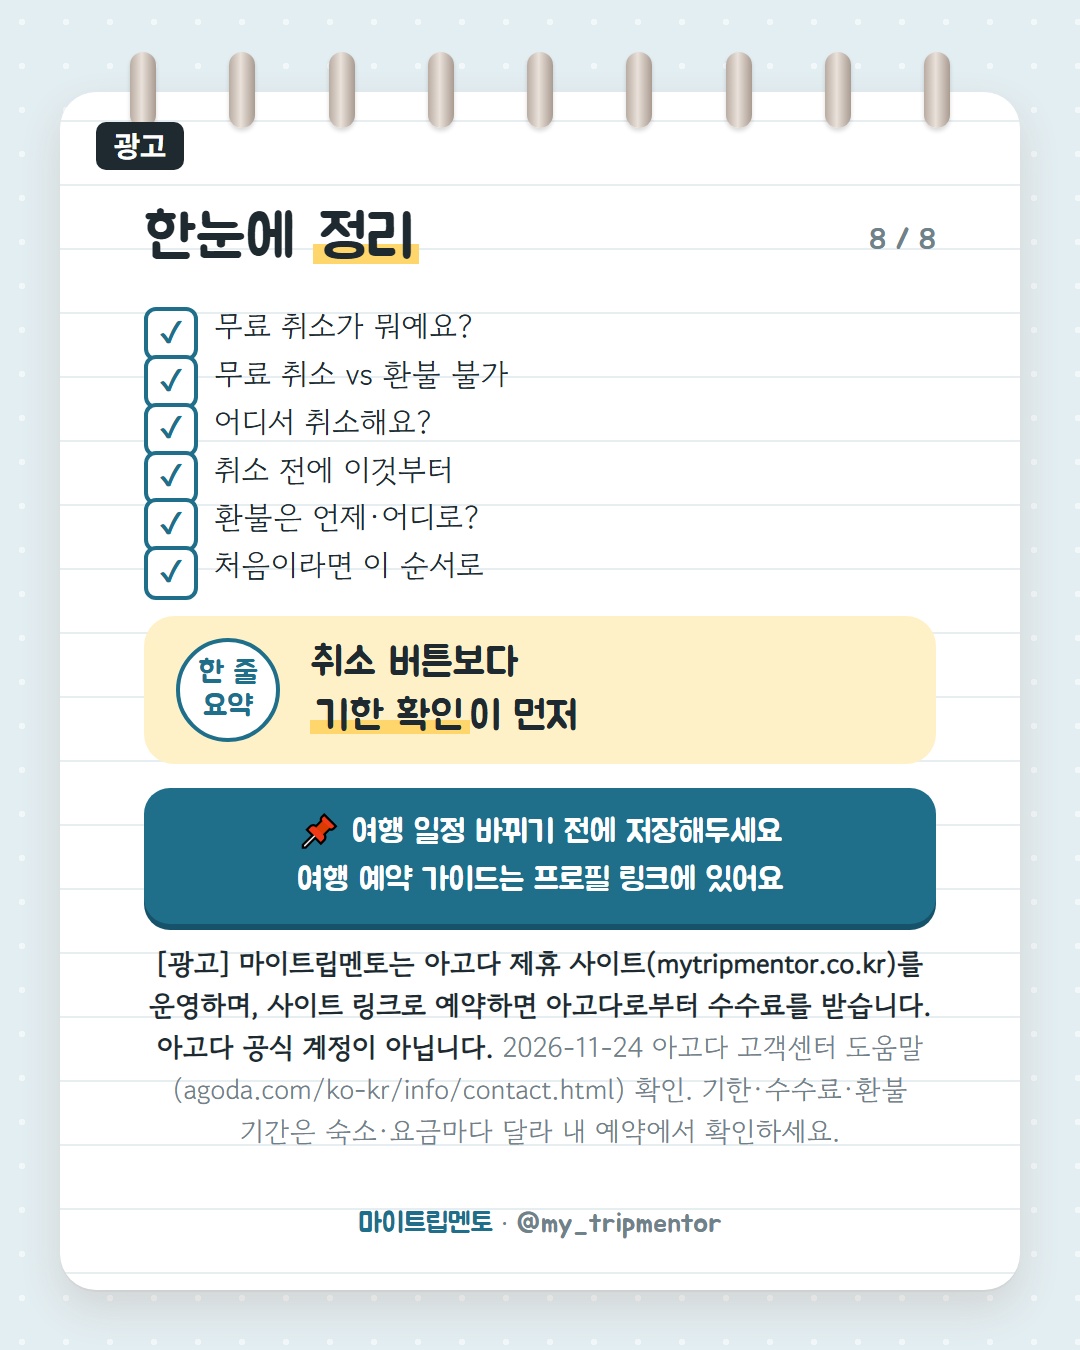 광고
한눈에 정리
8 / 8
무료 취소가 뭐예요?
무료 취소 vs 환불 불가
어디서 취소해요?
취소 전에 이것부터
환불은 언제·어디로?
처음이라면 이 순서로
한 줄
요약
취소 버튼보다
기한 확인이 먼저
📌 여행 일정 바뀌기 전에 저장해두세요
여행 예약 가이드는 프로필 링크에 있어요
[광고] 마이트립멘토는 아고다 제휴 사이트(mytripmentor.co.kr)를
운영하며, 사이트 링크로 예약하면 아고다로부터 수수료를 받습니다.
아고다 공식 계정이 아닙니다. 2026-11-24 아고다 고객센터 도움말
(agoda.com/ko-kr/info/contact.html) 확인. 기한·수수료·환불
기간은 숙소·요금마다 달라 내 예약에서 확인하세요.
마이트립멘토 · @my_tripmentor